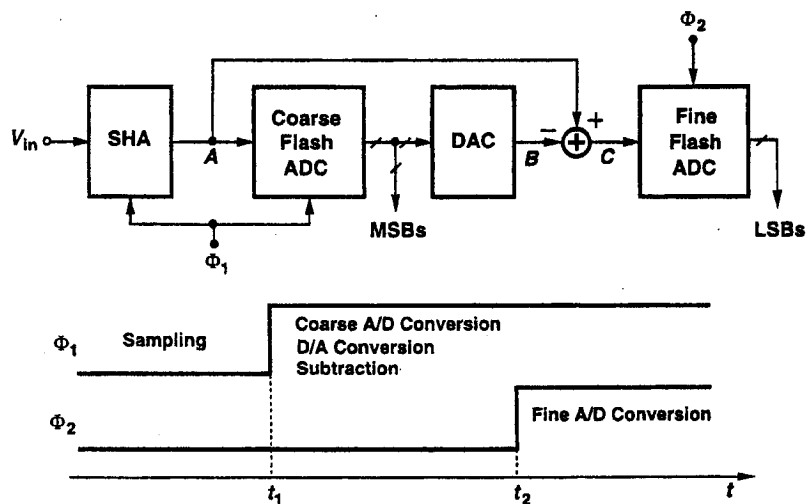 Φ2
Vin
SHA
A
Coarse
Flash
ADC
DAC
B
−
+
+
C
Fine
Flash
ADC
MSBs
LSBs
Φ1
Φ1
Sampling
Coarse A/D Conversion
D/A Conversion
Subtraction
Φ2
Fine A/D Conversion
t1
t2
t